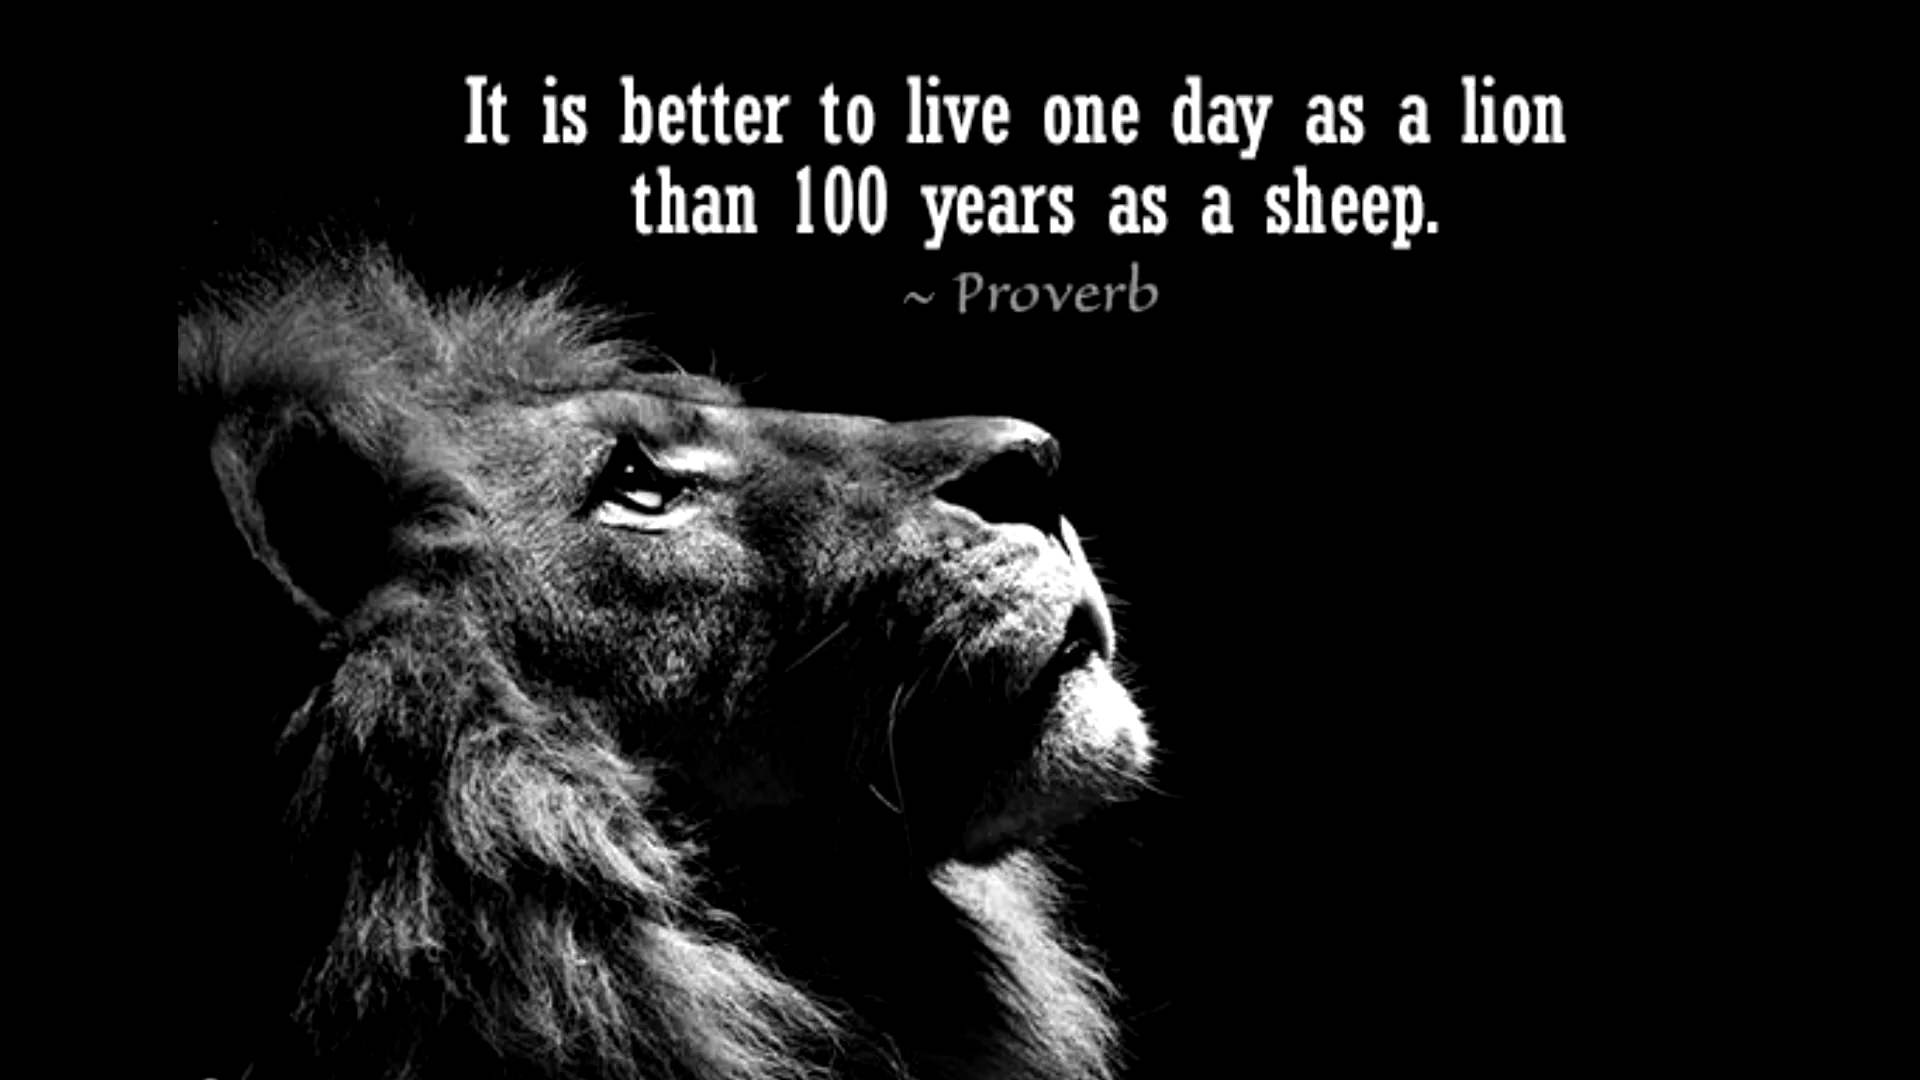 It is better to live one day as a lion
than 100 years as a sheep.
~ Proverb